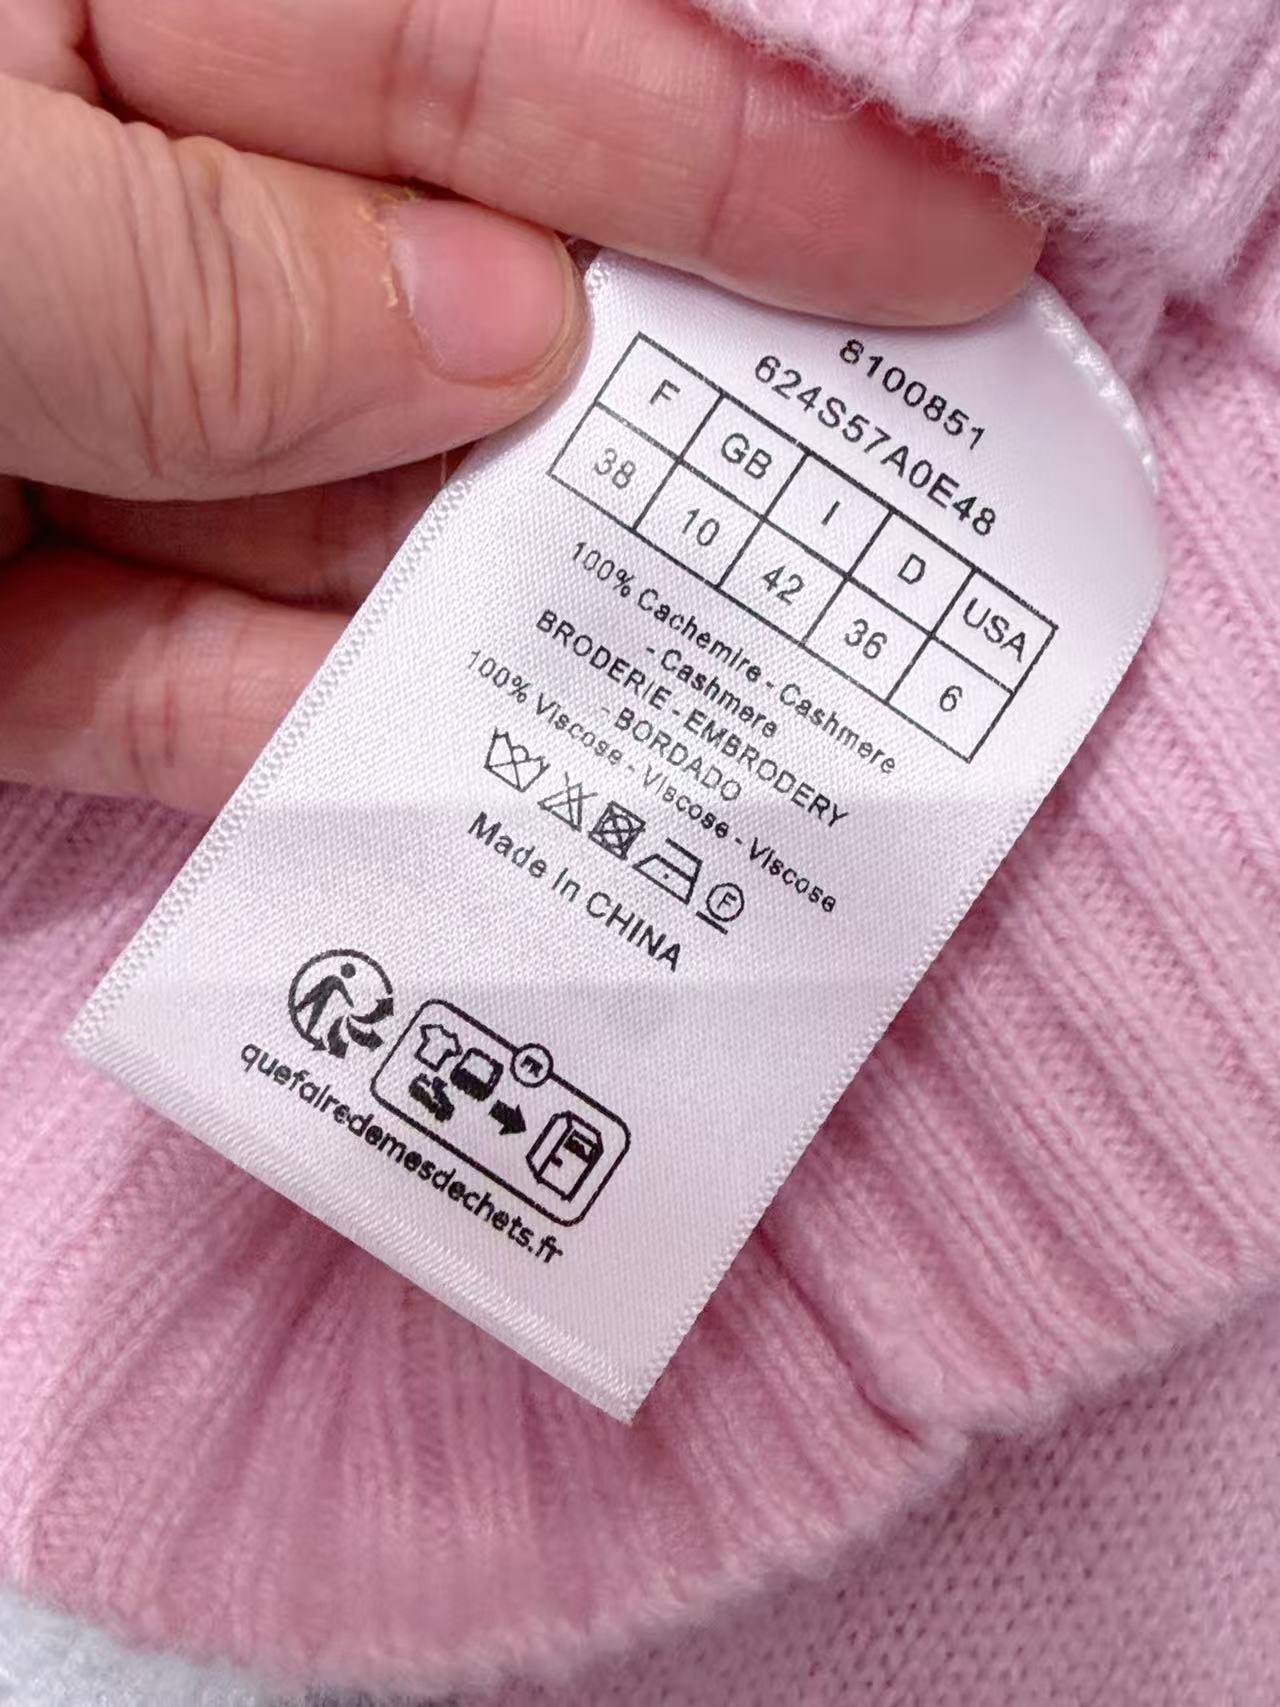 8100851
624S57A0E48
F GB I D USA
38 10 42 36 6
100% Cachemire - Cashmere
- Cashmere
BRODERIE - EMBRODERY
- BORDADO
100% Viscose - Viscose - Viscose
F
Made in CHINA
FR
quefairedemesdechets.fr